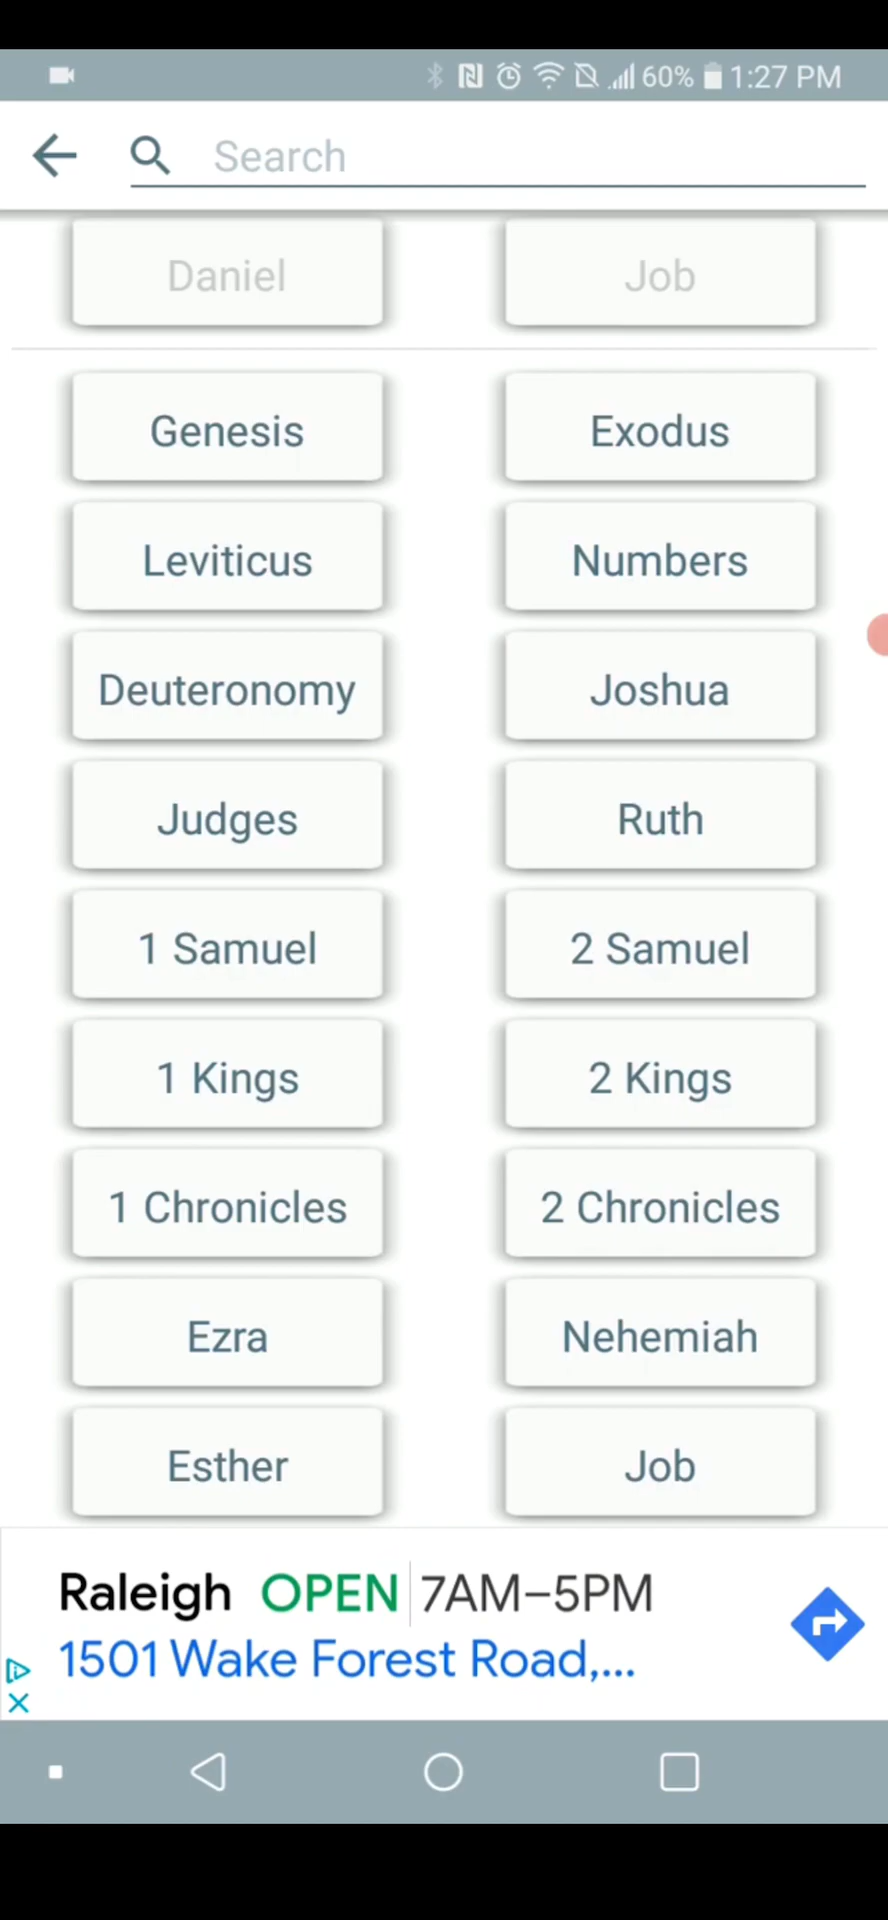 60% 1:27 PM
Search
Daniel Job
Genesis Exodus
Leviticus Numbers
Deuteronomy Joshua
Judges Ruth
1 Samuel 2 Samuel
1 Kings 2 Kings
1 Chronicles 2 Chronicles
Ezra Nehemiah
Esther Job
Raleigh OPEN 7AM–5PM
1501 Wake Forest Road,...